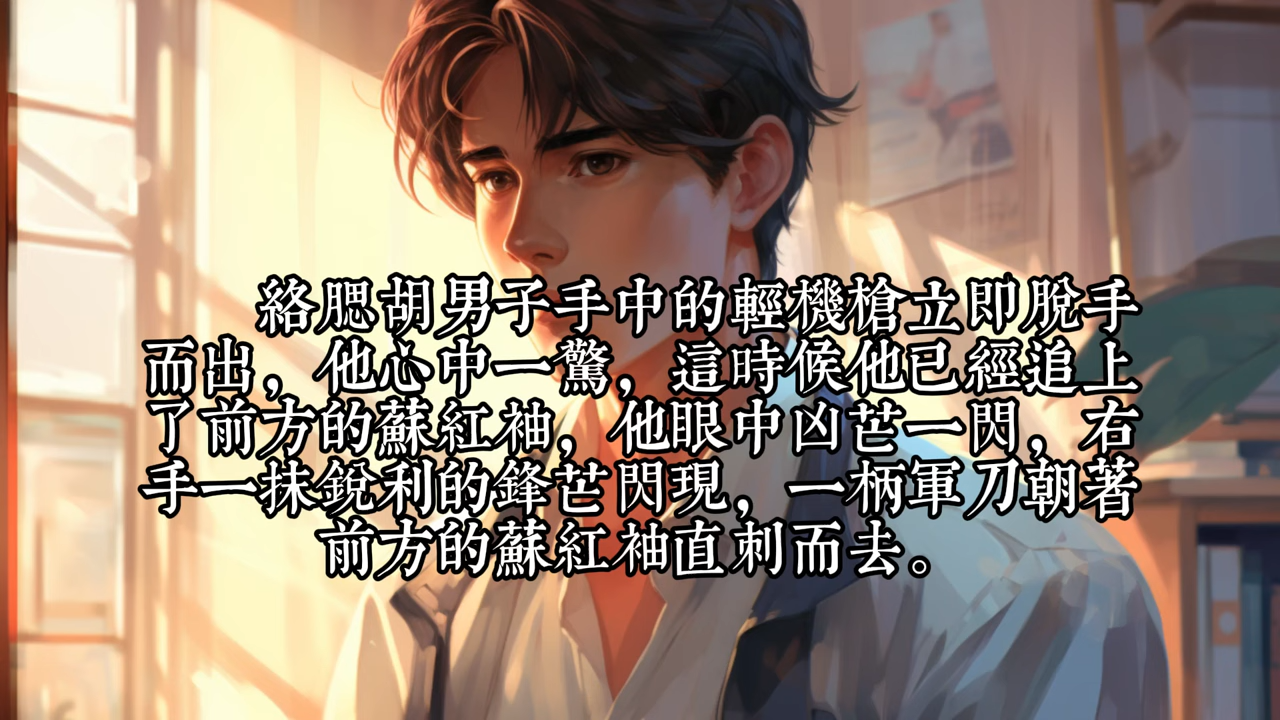 絡腮胡男子手中的輕機槍立即脫手
而出，他心中一驚，這時候他已經追上
了前方的蘇紅袖，他眼中凶芒一閃，右
手一抹銳利的鋒芒閃現，一柄軍刀朝著
前方的蘇紅袖直刺而去。